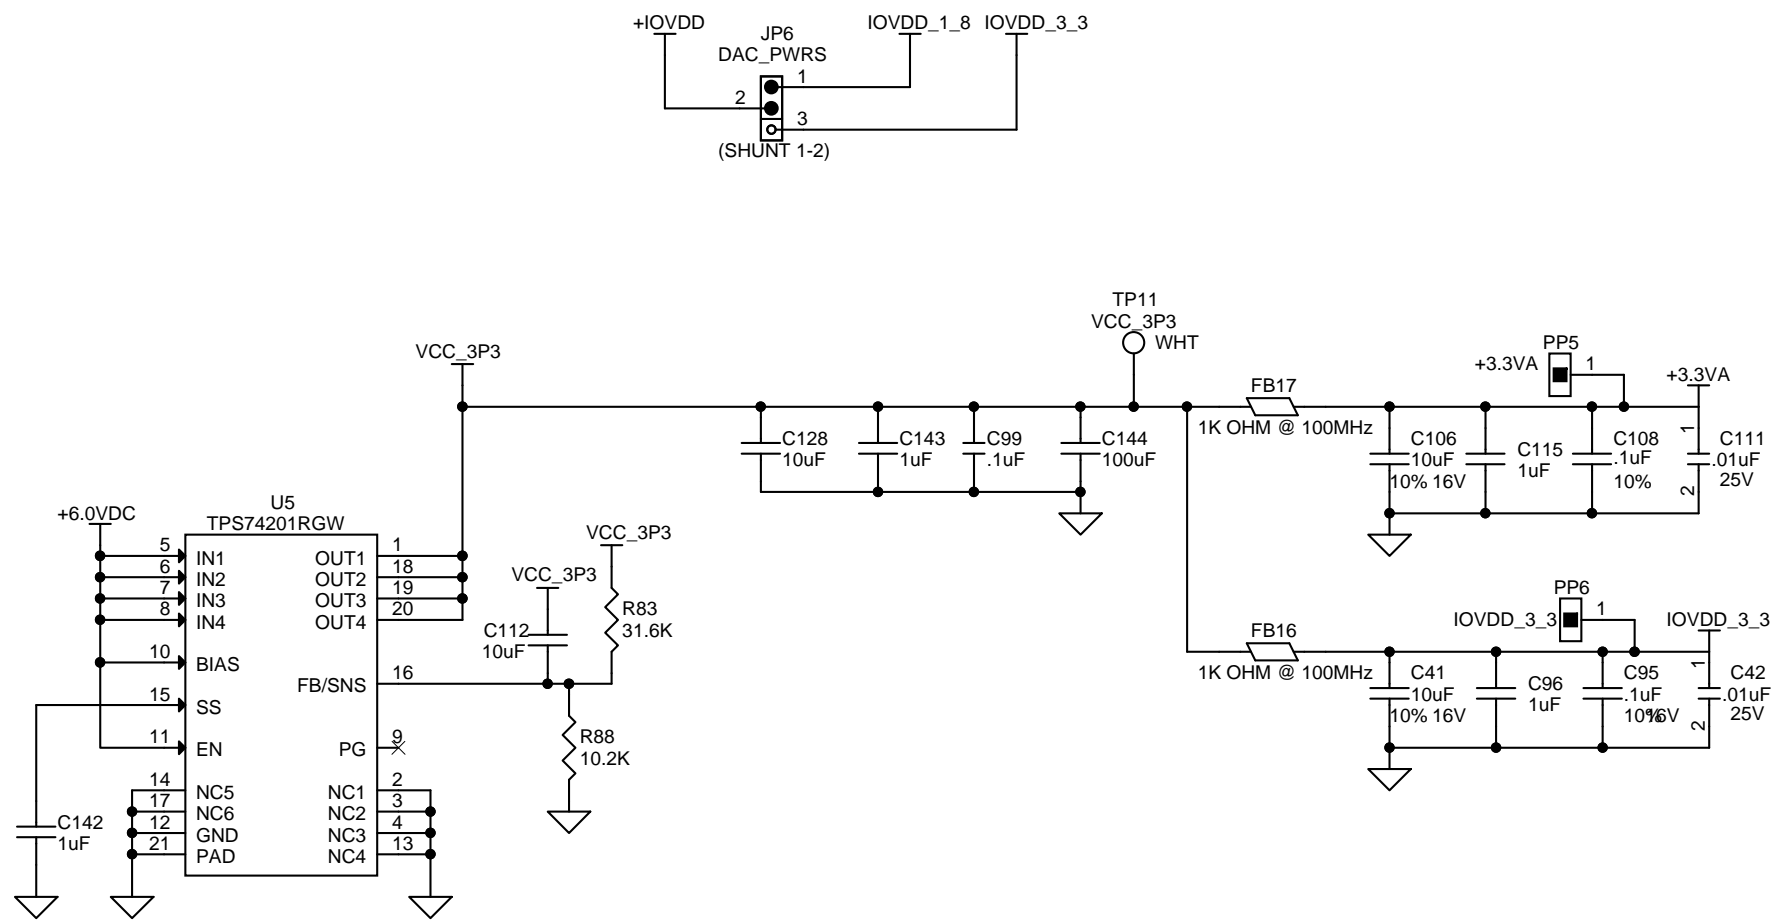 +IOVDD
JP6
DAC_PWRS
IOVDD_1_8
IOVDD_3_3
1
2
3
(SHUNT 1-2)
VCC_3P3
TP11
VCC_3P3
WHT
FB17
1K OHM @ 100MHz
PP5
+3.3VA
1
+3.3VA
C128
10uF
C143
1uF
C99
.1uF
C144
100uF
C106
10uF
10% 16V
C115
1uF
C108
.1uF
10%
1
2
C111
.01uF
25V
+6.0VDC
U5
TPS74201RGW
5
IN1
6
IN2
7
IN3
8
IN4
10
BIAS
15
SS
11
EN
14
NC5
17
NC6
12
GND
21
PAD
OUT1
1
OUT2
18
OUT3
19
OUT4
20
FB/SNS
16
PG
9
NC1
2
NC2
3
NC3
4
NC4
13
C142
1uF
VCC_3P3
VCC_3P3
C112
10uF
R83
31.6K
R88
10.2K
FB16
1K OHM @ 100MHz
PP6
IOVDD_3_3
1
IOVDD_3_3
C41
10uF
10% 16V
C96
1uF
C95
.1uF
10%
16V
1
2
C42
.01uF
25V